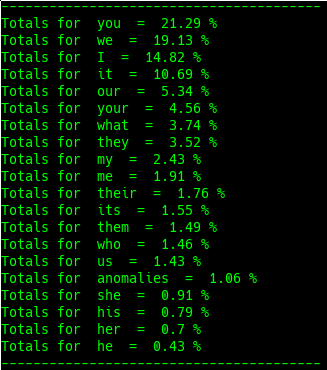 ----------------------------------------
Totals for  you  =  21.29 %
Totals for  we  =  19.13 %
Totals for  I  =  14.82 %
Totals for  it  =  10.69 %
Totals for  our  =  5.34 %
Totals for  your  =  4.56 %
Totals for  what  =  3.74 %
Totals for  they  =  3.52 %
Totals for  my  =  2.43 %
Totals for  me  =  1.91 %
Totals for  their  =  1.76 %
Totals for  its  =  1.55 %
Totals for  them  =  1.49 %
Totals for  who  =  1.46 %
Totals for  us  =  1.43 %
Totals for  anomalies  =  1.06 %
Totals for  she  =  0.91 %
Totals for  his  =  0.79 %
Totals for  her  =  0.7 %
Totals for  he  =  0.43 %
----------------------------------------